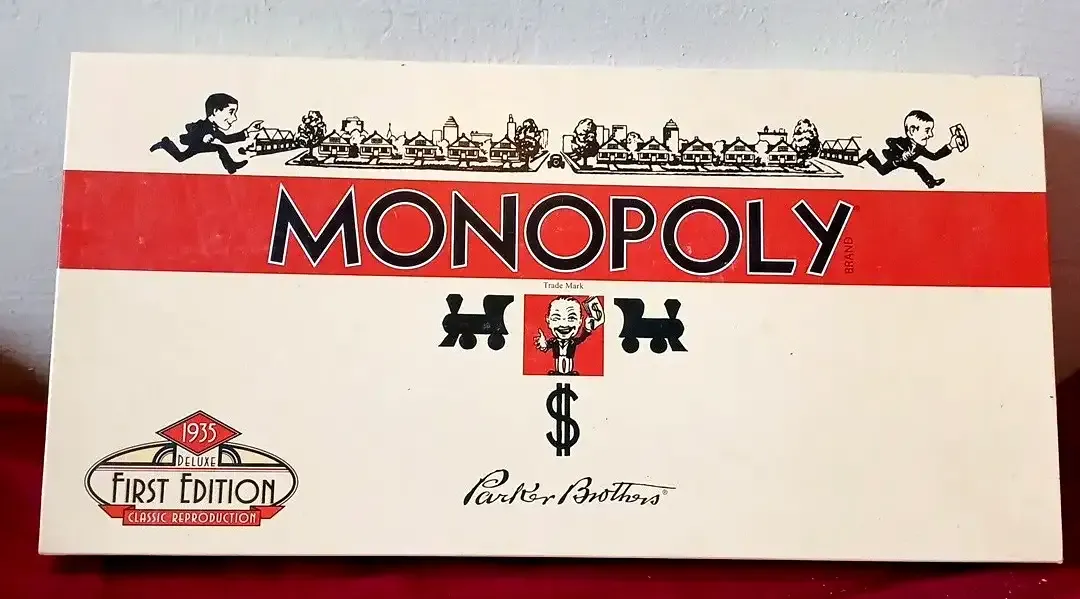 MONOPOLY®
BRAND
Trade Mark
$
1935
DELUXE
FIRST EDITION
CLASSIC REPRODUCTION
Parker Brothers®